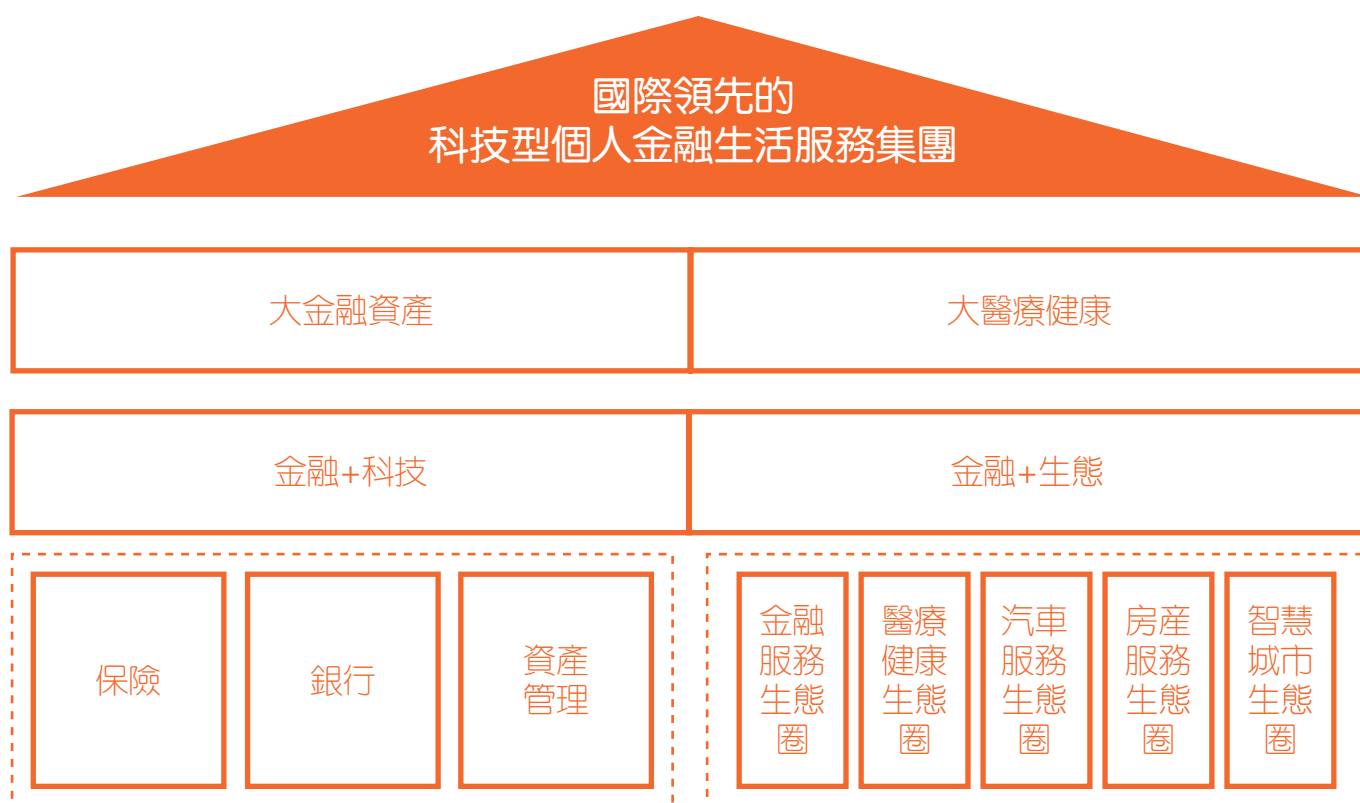 國際領先的
科技型個人金融生活服務集團
大金融資產
大醫療健康
金融+科技
金融+生態
保險
銀行
資產
管理
金融
服務
生態
圈
醫療
健康
生態
圈
汽車
服務
生態
圈
房産
服務
生態
圈
智慧
城市
生態
圈